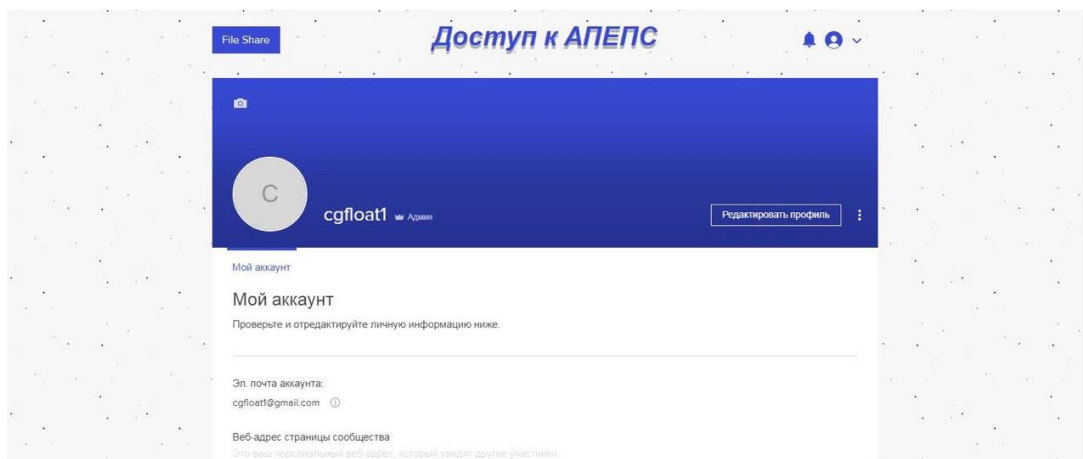 File Share
Доступ к АПЕПС
C
cgfloat1 Админ
Редактировать профиль
Мой аккаунт
Мой аккаунт
Проверьте и отредактируйте личную информацию ниже.
Эл. почта аккаунта:
cgfloat1@gmail.com
Веб-адрес страницы сообщества
Это ваш персональный веб-адрес, который увидят другие участники